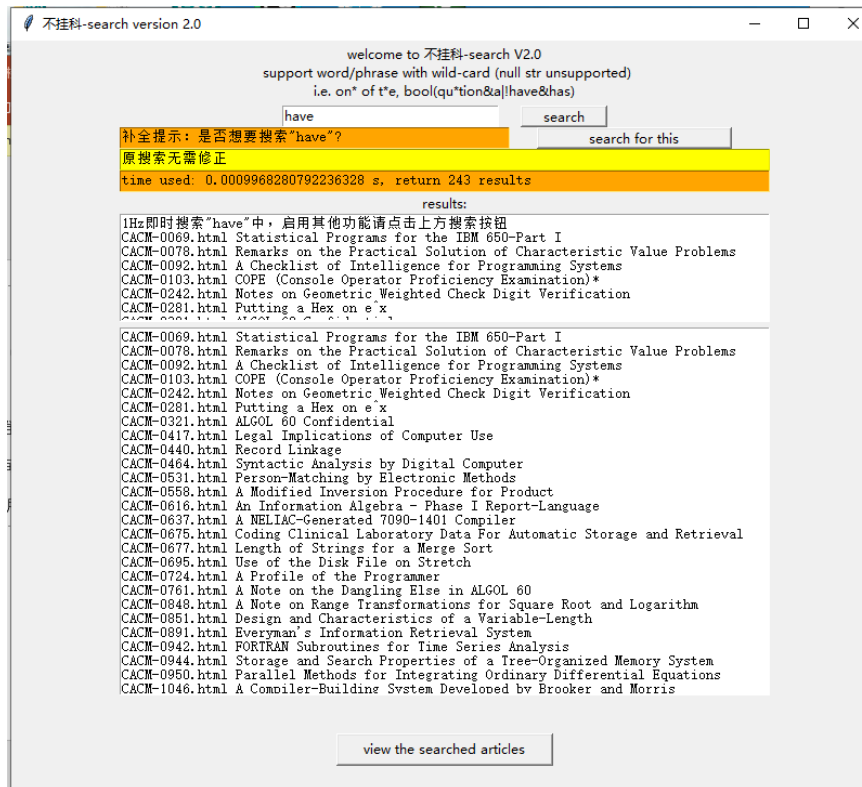 不挂科-search version 2.0
welcome to 不挂科-search V2.0
support word/phrase with wild-card (null str unsupported)
i.e. on* of t*e, bool(qu*tion&a|!have&has)
have search
补全提示：是否想要搜索"have"? search for this
原搜索无需修正
time used: 0.0009968280792236328 s, return 243 results
results:
1Hz即时搜索"have"中，启用其他功能请点击上方搜索按钮
CACM-0069.html Statistical Programs for the IBM 650-Part I
CACM-0078.html Remarks on the Practical Solution of Characteristic Value Problems
CACM-0092.html A Checklist of Intelligence for Programming Systems
CACM-0103.html COPE (Console Operator Proficiency Examination)*
CACM-0242.html Notes on Geometric Weighted Check Digit Verification
CACM-0281.html Putting a Hex on e^x
CACM-0321.html ALGOL 60 Confidential
CACM-0069.html Statistical Programs for the IBM 650-Part I
CACM-0078.html Remarks on the Practical Solution of Characteristic Value Problems
CACM-0092.html A Checklist of Intelligence for Programming Systems
CACM-0103.html COPE (Console Operator Proficiency Examination)*
CACM-0242.html Notes on Geometric Weighted Check Digit Verification
CACM-0281.html Putting a Hex on e^x
CACM-0321.html ALGOL 60 Confidential
CACM-0417.html Legal Implications of Computer Use
CACM-0440.html Record Linkage
CACM-0464.html Syntactic Analysis by Digital Computer
CACM-0531.html Person-Matching by Electronic Methods
CACM-0558.html A Modified Inversion Procedure for Product
CACM-0616.html An Information Algebra - Phase I Report-Language
CACM-0637.html A NELIAC-Generated 7090-1401 Compiler
CACM-0675.html Coding Clinical Laboratory Data For Automatic Storage and Retrieval
CACM-0677.html Length of Strings for a Merge Sort
CACM-0695.html Use of the Disk File on Stretch
CACM-0724.html A Profile of the Programmer
CACM-0761.html A Note on the Dangling Else in ALGOL 60
CACM-0848.html A Note on Range Transformations for Square Root and Logarithm
CACM-0851.html Design and Characteristics of a Variable-Length
CACM-0891.html Everyman's Information Retrieval System
CACM-0942.html FORTRAN Subroutines for Time Series Analysis
CACM-0944.html Storage and Search Properties of a Tree-Organized Memory System
CACM-0950.html Parallel Methods for Integrating Ordinary Differential Equations
CACM-1046.html A Compiler-Building System Developed by Brooker and Morris
view the searched articles